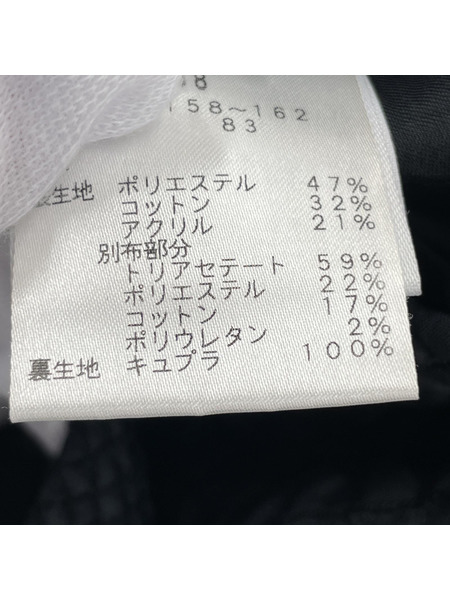 158~162
83
表生地 ポリエステル 47%
コットン 32%
アクリル 21%
別布部分
トリアセテート 59%
ポリエステル 22%
コットン 17%
ポリウレタン 2%
裏生地 キュプラ 100%